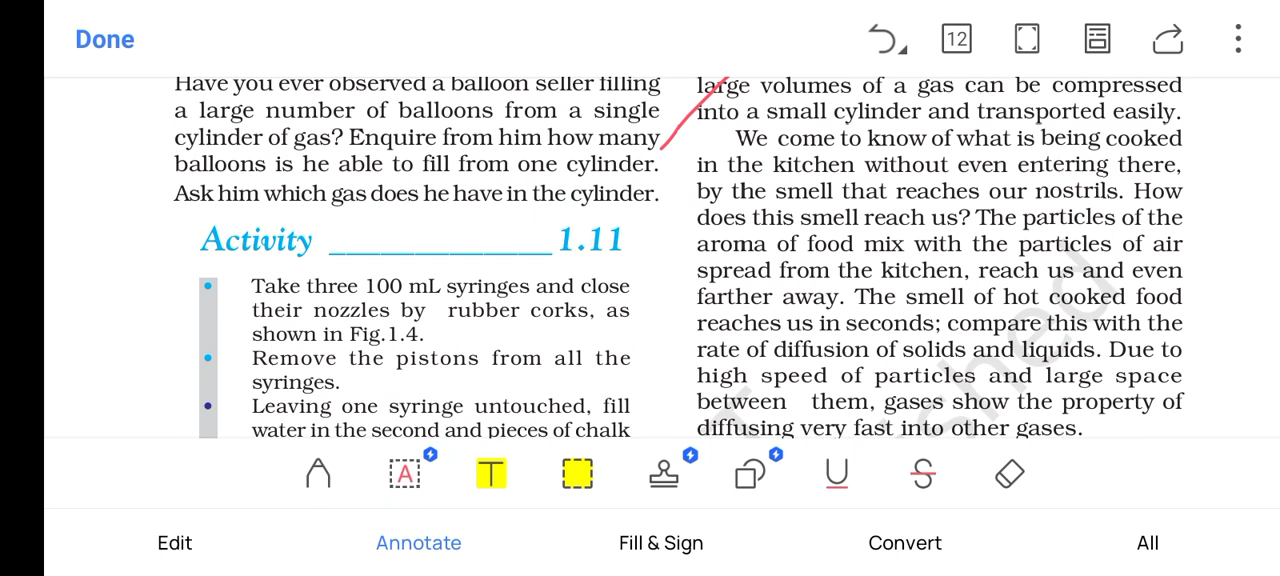 Done
12
Have you ever observed a balloon seller filling
a large number of balloons from a single
cylinder of gas? Enquire from him how many
balloons is he able to fill from one cylinder.
Ask him which gas does he have in the cylinder.
Activity ______________ 1.11
• Take three 100 mL syringes and close
their nozzles by rubber corks, as
shown in Fig.1.4.
• Remove the pistons from all the
syringes.
• Leaving one syringe untouched, fill
water in the second and pieces of chalk
large volumes of a gas can be compressed
into a small cylinder and transported easily.
We come to know of what is being cooked
in the kitchen without even entering there,
by the smell that reaches our nostrils. How
does this smell reach us? The particles of the
aroma of food mix with the particles of air
spread from the kitchen, reach us and even
farther away. The smell of hot cooked food
reaches us in seconds; compare this with the
rate of diffusion of solids and liquids. Due to
high speed of particles and large space
between them, gases show the property of
diffusing very fast into other gases.
A
T
U
S
Edit
Annotate
Fill & Sign
Convert
All